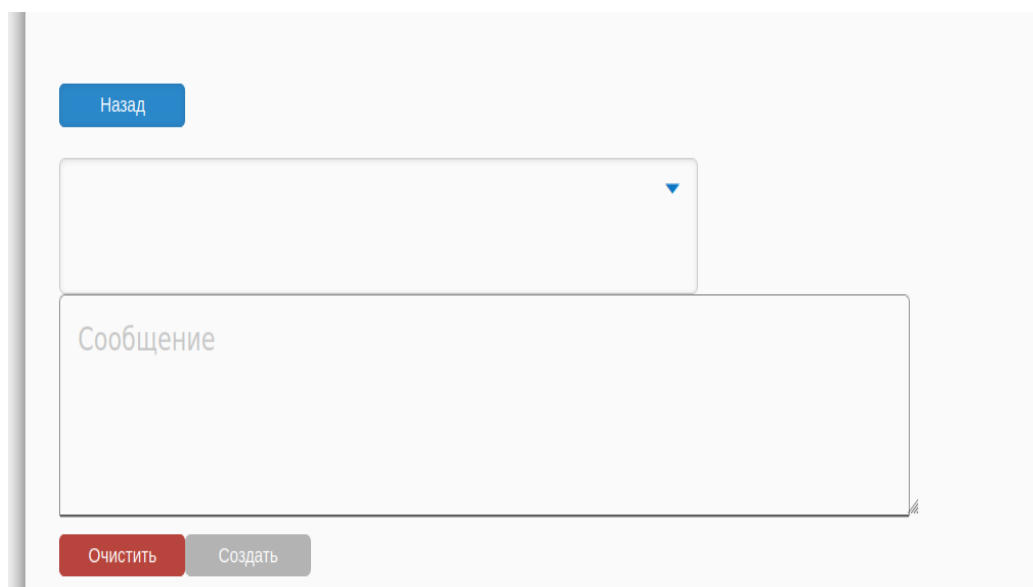 Назад
Сообщение
Очистить Создать